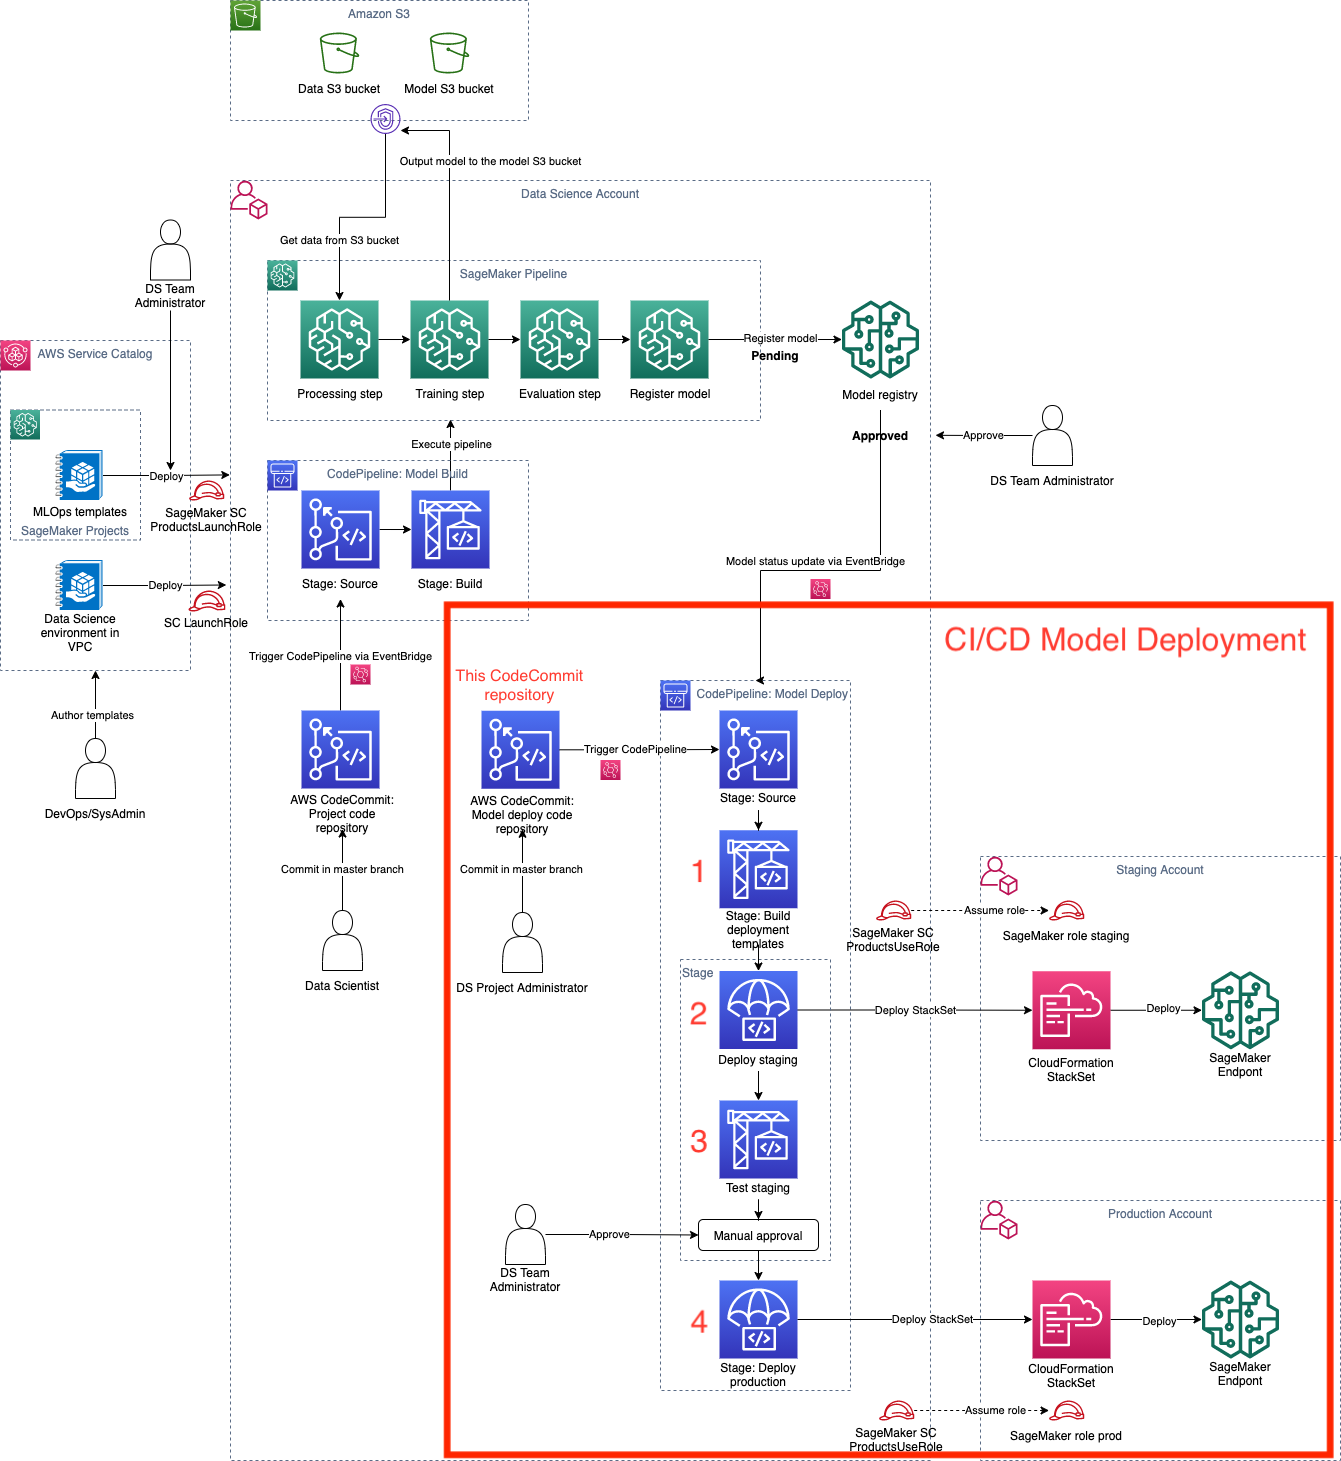 Amazon S3
Data S3 bucket
Model S3 bucket
Output model to the model S3 bucket
Data Science Account
Get data from S3 bucket
DS Team
Administrator
SageMaker Pipeline
Processing step
Training step
Evaluation step
Register model
Register model
Pending
Model registry
Approved
Approve
DS Team Administrator
AWS Service Catalog
MLOps templates
SageMaker Projects
Deploy
SageMaker SC
ProductsLaunchRole
Data Science
environment in
VPC
Deploy
SC LaunchRole
Author templates
DevOps/SysAdmin
Execute pipeline
CodePipeline: Model Build
Stage: Source
Stage: Build
Model status update via EventBridge
Trigger CodePipeline via EventBridge
AWS CodeCommit:
Project code
repository
Commit in master branch
Data Scientist
CI/CD Model Deployment
This CodeCommit
repository
AWS CodeCommit:
Model deploy code
repository
Commit in master branch
DS Project Administrator
Trigger CodePipeline
CodePipeline: Model Deploy
Stage: Source
1
Stage: Build
deployment
templates
Stage
2
Deploy staging
3
Test staging
Manual approval
Approve
DS Team
Administrator
4
Stage: Deploy
production
Staging Account
SageMaker SC
ProductsUseRole
Assume role
SageMaker role staging
Deploy StackSet
CloudFormation
StackSet
Deploy
SageMaker
Endpont
Production Account
Deploy StackSet
CloudFormation
StackSet
Deploy
SageMaker
Endpont
SageMaker SC
ProductsUseRole
Assume role
SageMaker role prod